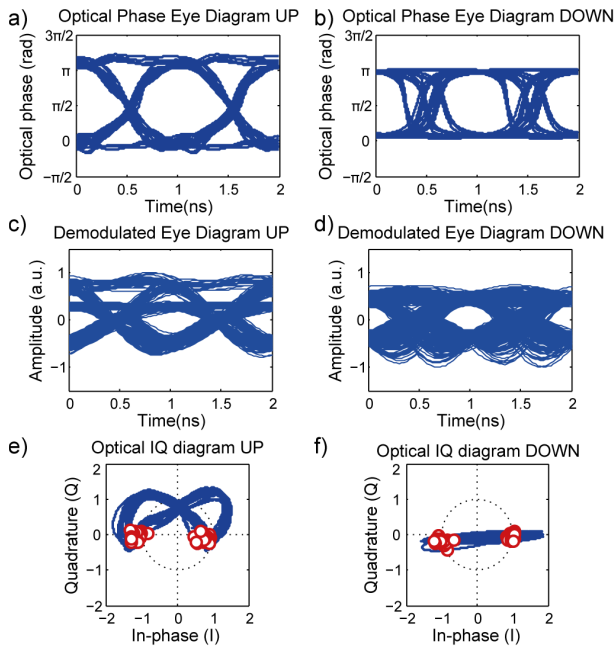 a) Optical Phase Eye Diagram UP
Optical phase (rad)
3π/2
π
π/2
0
−π/2
0 0.5 1 1.5 2
Time(ns)
b) Optical Phase Eye Diagram DOWN
Optical phase (rad)
3π/2
π
π/2
0
−π/2
0 0.5 1 1.5 2
Time(ns)
c) Demodulated Eye Diagram UP
Amplitude (a.u.)
1
0
−1
0 0.5 1 1.5 2
Time(ns)
d) Demodulated Eye Diagram DOWN
Amplitude (a.u.)
1
0
−1
0 0.5 1 1.5 2
Time(ns)
e) Optical IQ diagram UP
Quadrature (Q)
2
1
0
−1
−2
−2 −1 0 1 2
In-phase (I)
f) Optical IQ diagram DOWN
Quadrature (Q)
2
1
0
−1
−2
−2 −1 0 1 2
In-phase (I)